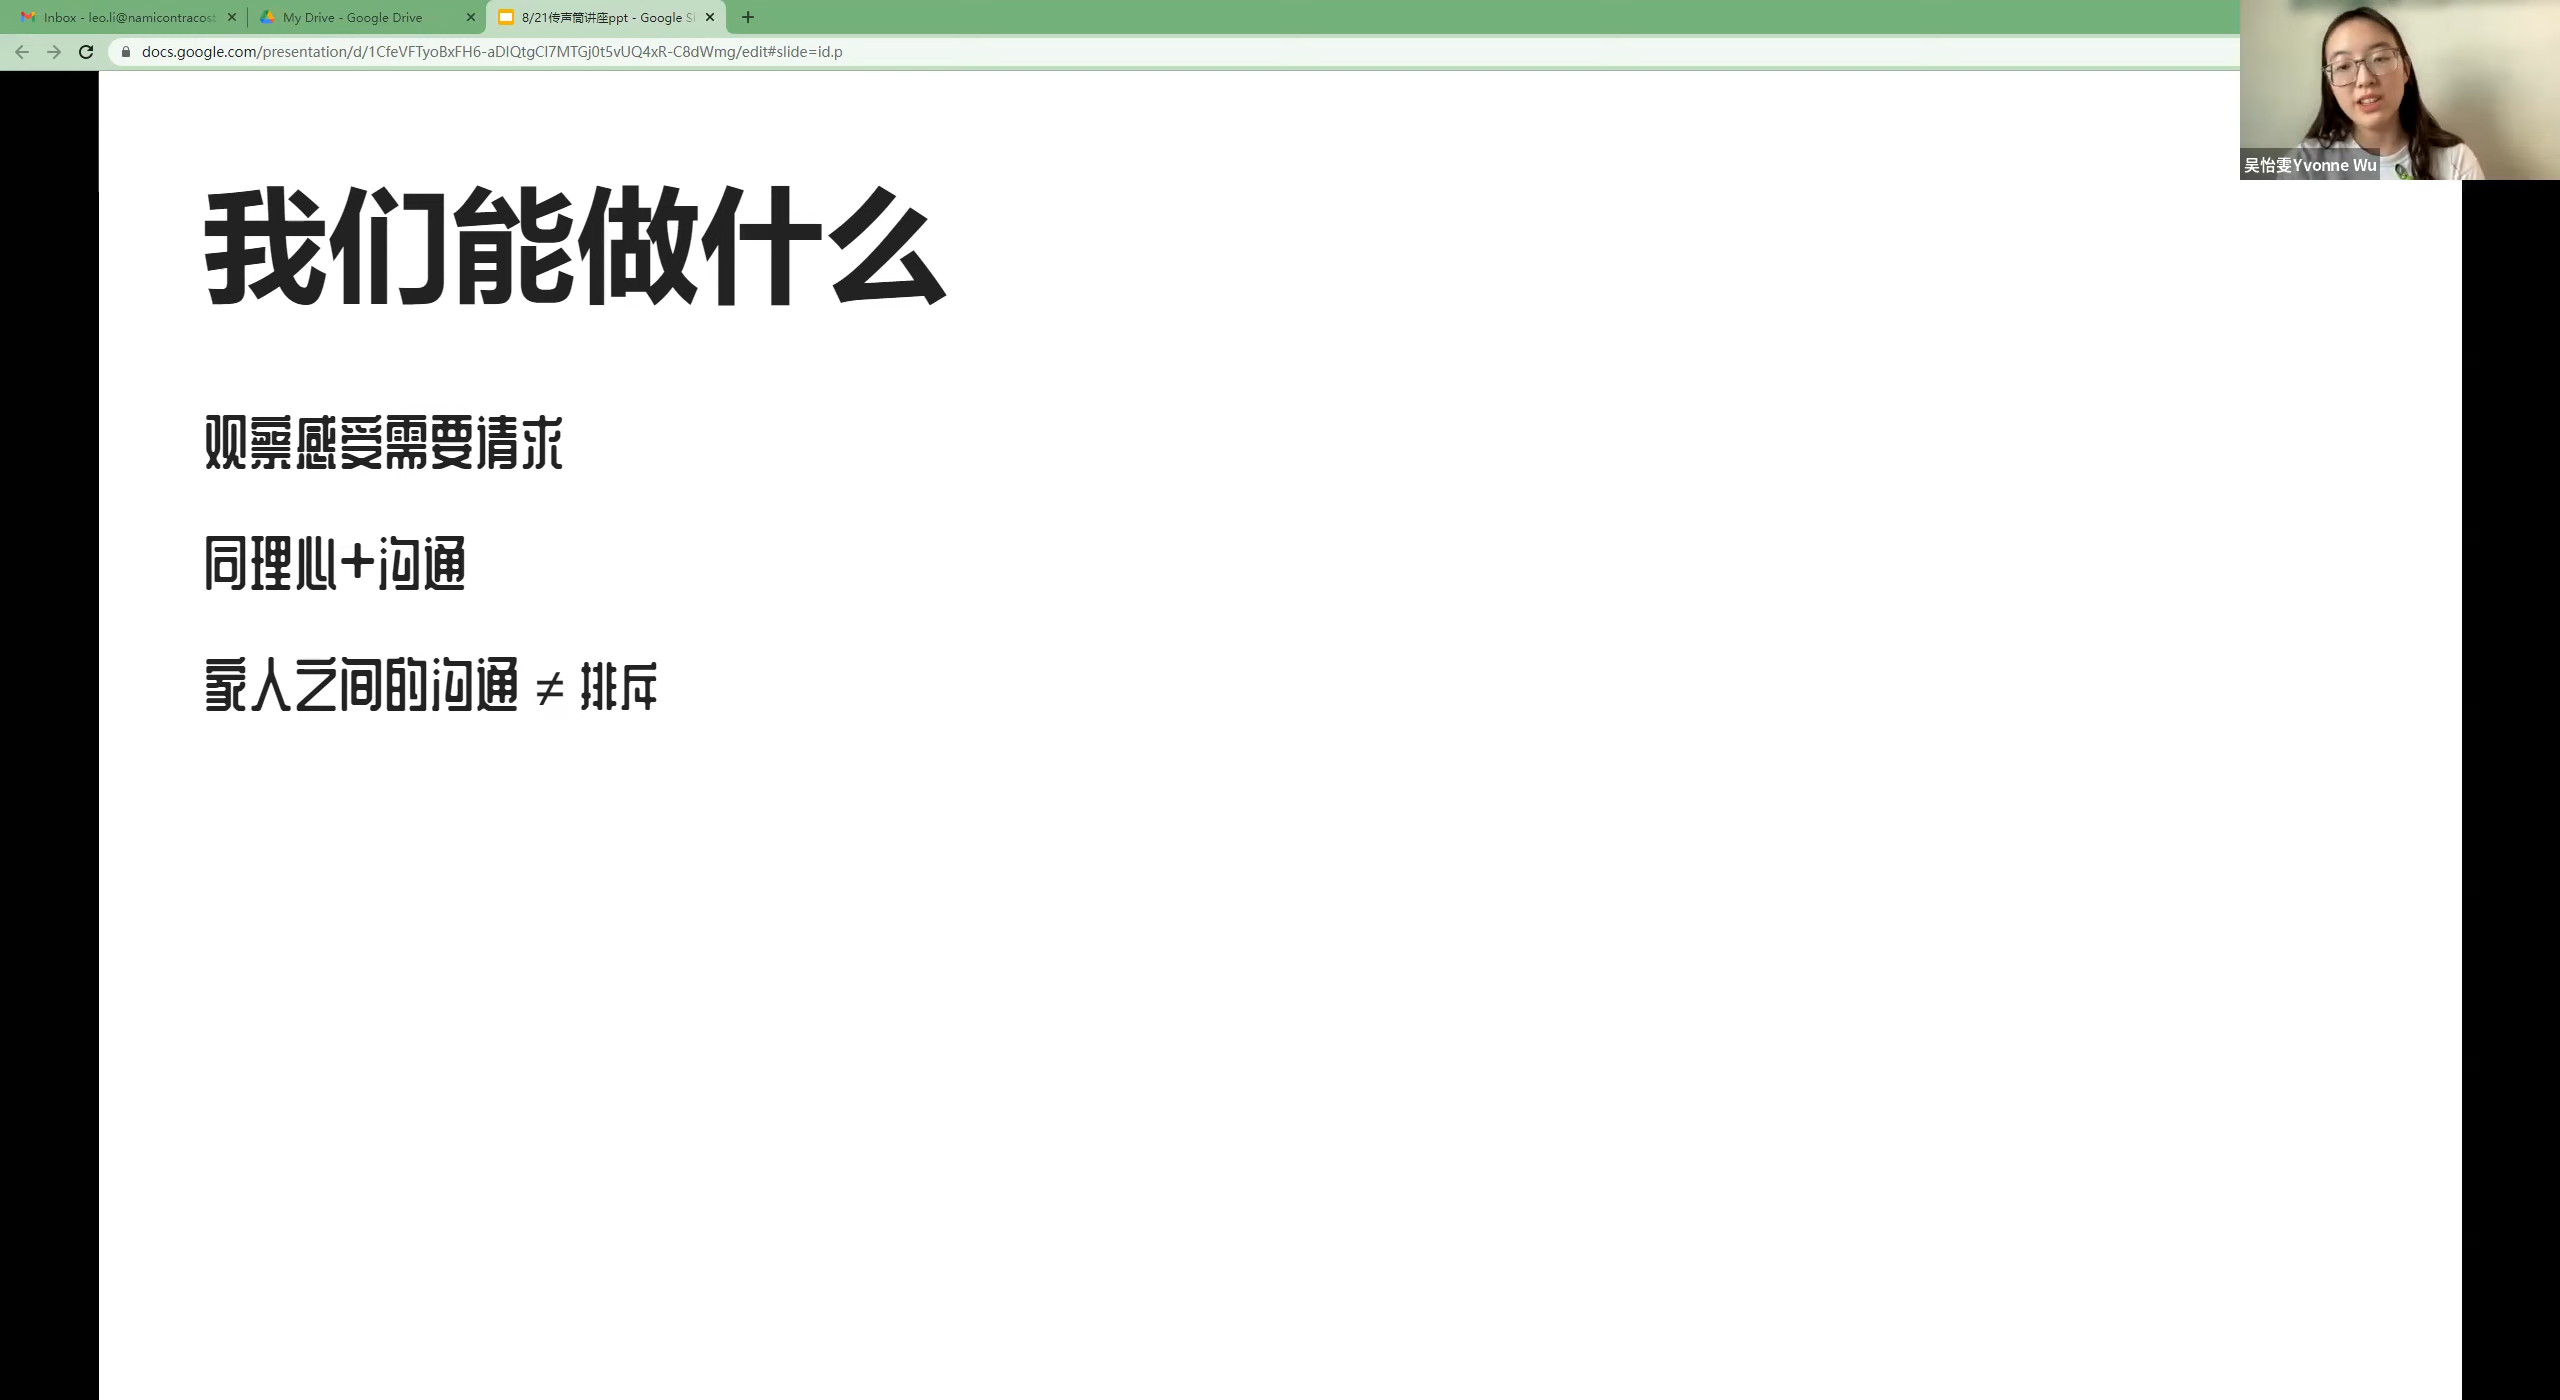 Inbox - leo.li@namicontracost
My Drive - Google Drive
8/21传声筒讲座ppt - Google Sl
docs.google.com/presentation/d/1CfeVFTyoBxFH6-aDIQtgCl7MTGj0t5vUQ4xR-C8dWmg/edit#slide=id.p
吴怡雯Yvonne Wu
我们能做什么
观察感受需要请求
同理心+沟通
家人之间的沟通 ≠ 排斥